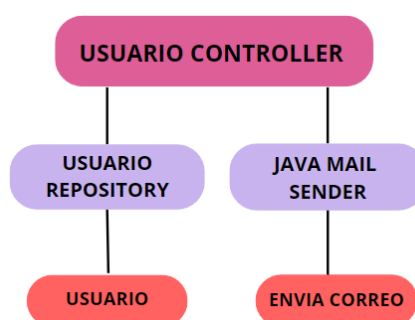 USUARIO CONTROLLER
USUARIO
REPOSITORY
JAVA MAIL
SENDER
USUARIO
ENVIA CORREO